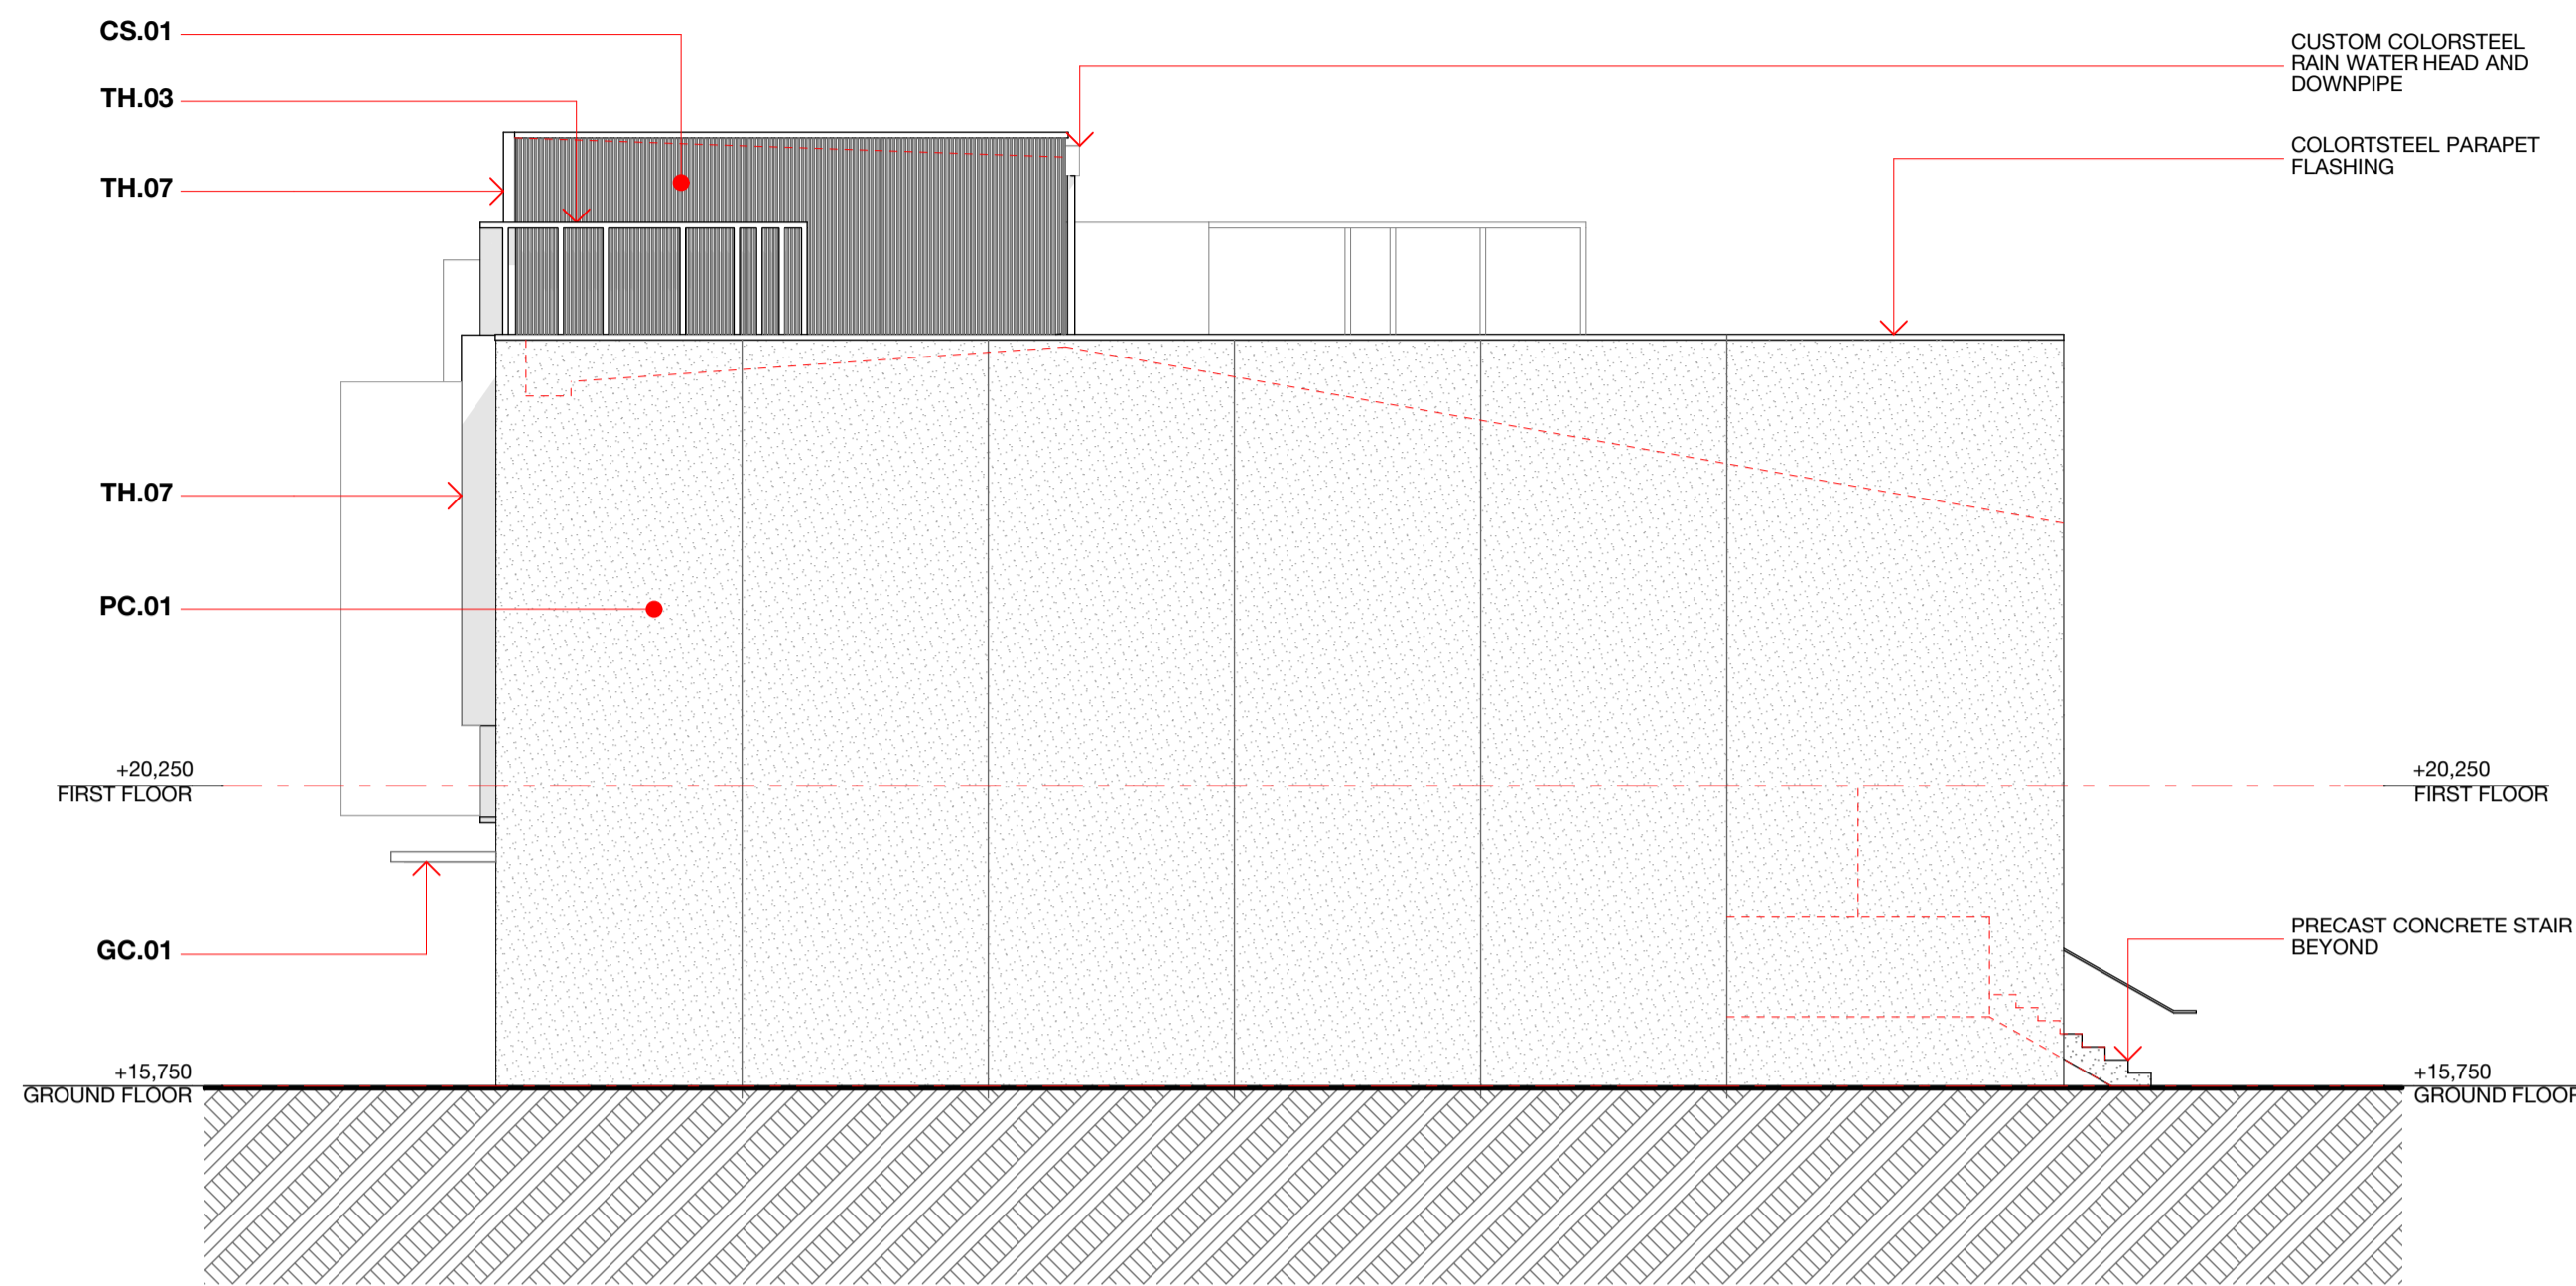 CS.01
TH.03
TH.07
TH.07
PC.01
+20,250
FIRST FLOOR
GC.01
+15,750
GROUND FLOOR
CUSTOM COLORSTEEL
RAIN WATER HEAD AND
DOWNPIPE
COLORTSTEEL PARAPET
FLASHING
+20,250
FIRST FLOOR
PRECAST CONCRETE STAIR
BEYOND
+15,750
GROUND FLOOR